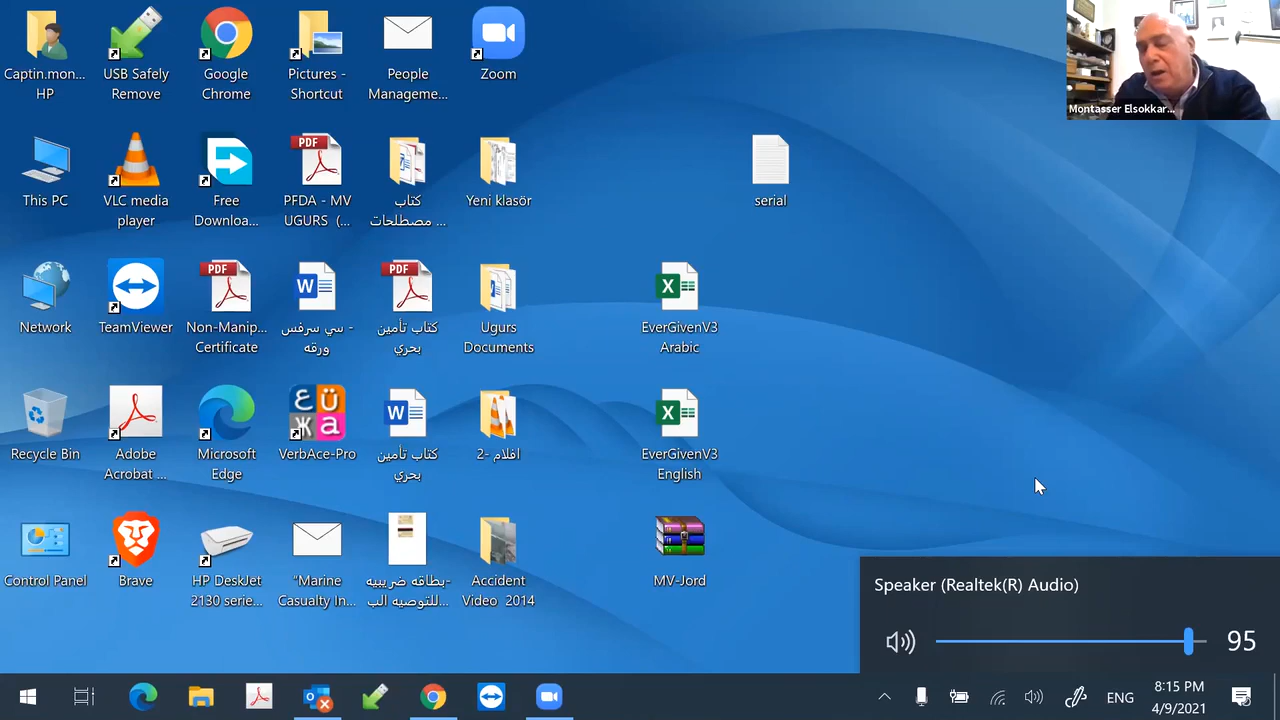 Captin.mon...
HP
USB Safely
Remove
Google
Chrome
Pictures -
Shortcut
People
Manageme...
Zoom
Montasser Elsokkar...
This PC
VLC media
player
Free
Downloa...
PDF
PFDA - MV
UGURS (...
كتاب
مصطلحات ...
Yeni klasör
serial
Network
TeamViewer
PDF
Non-Manip...
Certificate
W
سي سرفس -
ورقه
PDF
كتاب تأمين
بحري
Ugurs
Documents
X
EverGivenV3
Arabic
Recycle Bin
Adobe
Acrobat ...
Microsoft
Edge
ع Ü
Ж a
VerbAce-Pro
W
كتاب تأمين
بحري
افلام -2
X
EverGivenV3
English
Control Panel
Brave
HP DeskJet
2130 serie...
"Marine
Casualty In...
بطاقه ضريبيه-
للتوصيه الب...
Accident
Video 2014
MV-Jord
Speaker (Realtek(R) Audio)
95
ENG
8:15 PM
4/9/2021